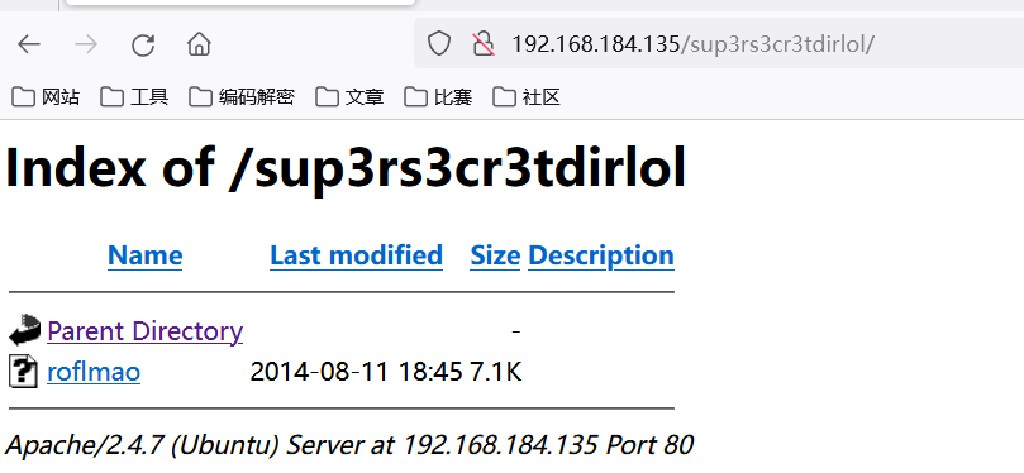 192.168.184.135/sup3rs3cr3tdirlol/
网站 工具 编码解密 文章 比赛 社区
Index of /sup3rs3cr3tdirlol
Name Last modified Size Description
Parent Directory -
roflmao 2014-08-11 18:45 7.1K
Apache/2.4.7 (Ubuntu) Server at 192.168.184.135 Port 80